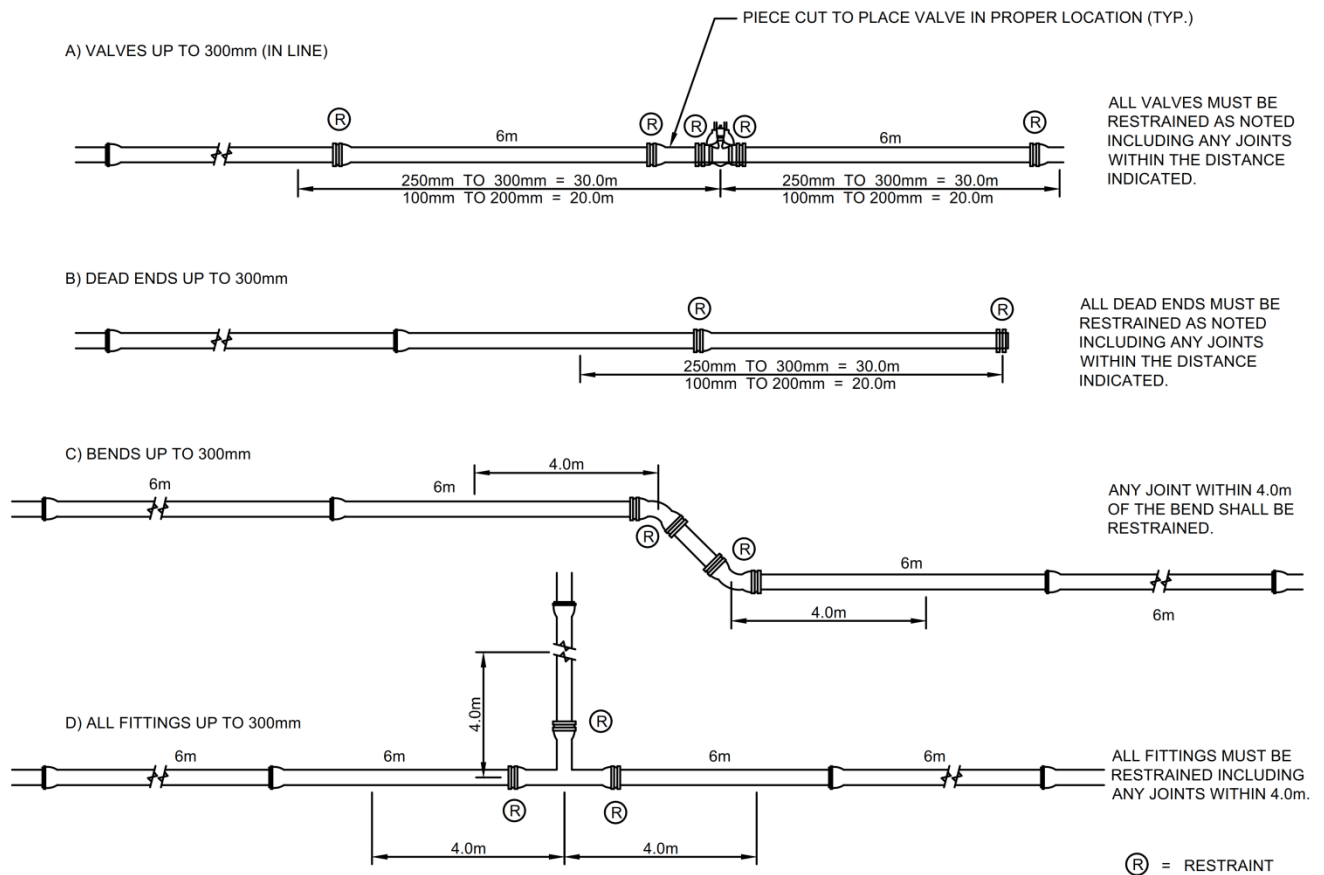 PIECE CUT TO PLACE VALVE IN PROPER LOCATION (TYP.)
A) VALVES UP TO 300mm (IN LINE)
R
R
R
R
R
6m
6m
250mm TO 300mm = 30.0m
100mm TO 200mm = 20.0m
250mm TO 300mm = 30.0m
100mm TO 200mm = 20.0m
ALL VALVES MUST BE
RESTRAINED AS NOTED
INCLUDING ANY JOINTS
WITHIN THE DISTANCE
INDICATED.
B) DEAD ENDS UP TO 300mm
R
R
250mm TO 300mm = 30.0m
100mm TO 200mm = 20.0m
ALL DEAD ENDS MUST BE
RESTRAINED AS NOTED
INCLUDING ANY JOINTS
WITHIN THE DISTANCE
INDICATED.
C) BENDS UP TO 300mm
6m
6m
4.0m
R
R
6m
4.0m
6m
ANY JOINT WITHIN 4.0m
OF THE BEND SHALL BE
RESTRAINED.
D) ALL FITTINGS UP TO 300mm
4.0m
R
6m
6m
6m
6m
R
R
4.0m
4.0m
ALL FITTINGS MUST BE
RESTRAINED INCLUDING
ANY JOINTS WITHIN 4.0m.
R = RESTRAINT